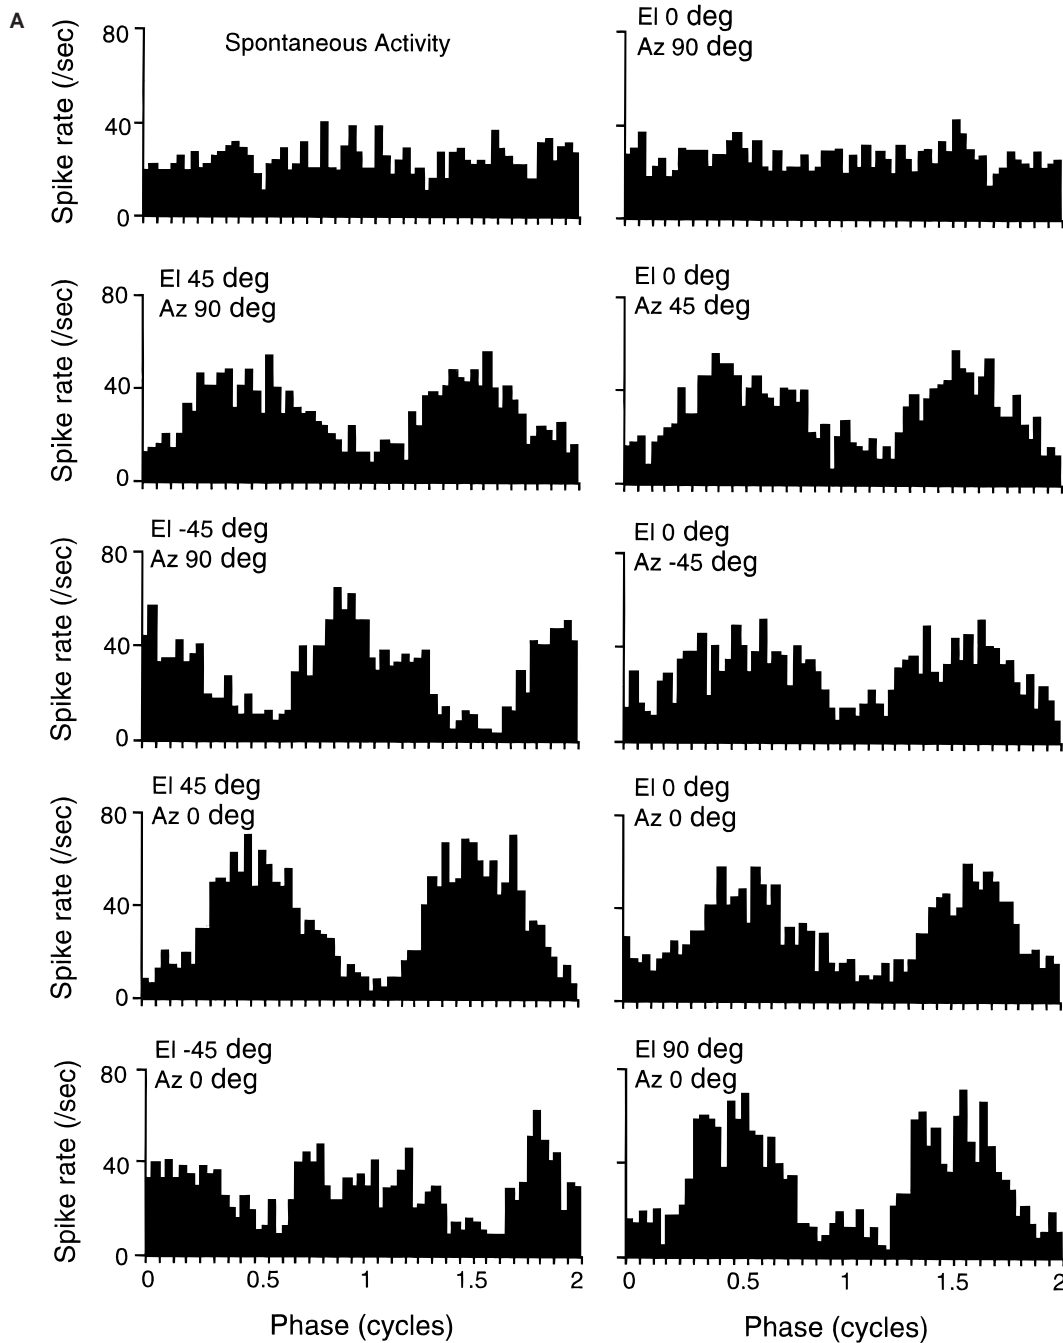 A
Spike rate (/sec)
80
40
0
Spontaneous Activity
El 0 deg
Az 90 deg
Spike rate (/sec)
80
40
0
El 45 deg
Az 90 deg
El 0 deg
Az 45 deg
Spike rate (/sec)
80
40
0
El -45 deg
Az 90 deg
El 0 deg
Az -45 deg
Spike rate (/sec)
80
40
0
El 45 deg
Az 0 deg
El 0 deg
Az 0 deg
Spike rate (/sec)
80
40
0
El -45 deg
Az 0 deg
El 90 deg
Az 0 deg
0 0.5 1 1.5 2
0 0.5 1 1.5 2
Phase (cycles)
Phase (cycles)